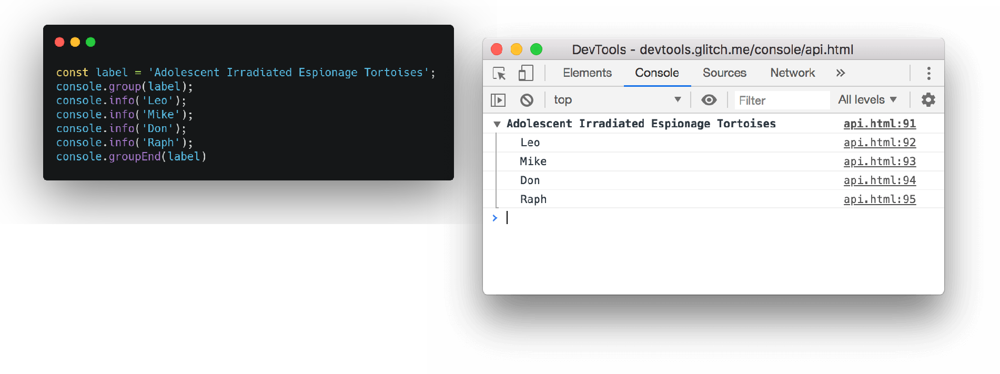 const label = 'Adolescent Irradiated Espionage Tortoises';
console.group(label);
console.info('Leo');
console.info('Mike');
console.info('Don');
console.info('Raph');
console.groupEnd(label)
DevTools - devtools.glitch.me/console/api.html
Elements Console Sources Network »
top Filter All levels
Adolescent Irradiated Espionage Tortoises api.html:91
Leo api.html:92
Mike api.html:93
Don api.html:94
Raph api.html:95